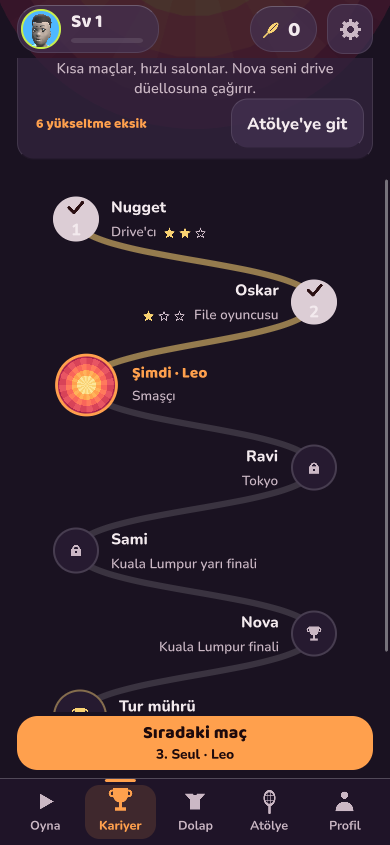 Sv 1
0
Kısa maçlar, hızlı salonlar. Nova seni drive
düellosuna çağırır.
6 yükseltme eksik
Atölye'ye git
Nugget
1
Drive'cı
Oskar
2
File oyuncusu
Şimdi · Leo
Smaşçı
Ravi
Tokyo
Sami
Kuala Lumpur yarı finali
Nova
Kuala Lumpur finali
Tur mührü
Sıradaki maç
3. Seul · Leo
Oyna
Kariyer
Dolap
Atölye
Profil